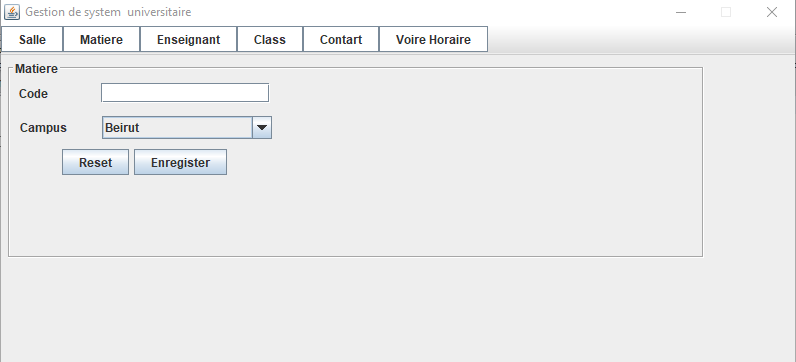 Gestion de system universitaire
Salle Matiere Enseignant Class Contart Voire Horaire
Matiere
Code
Campus Beirut
Reset Enregister